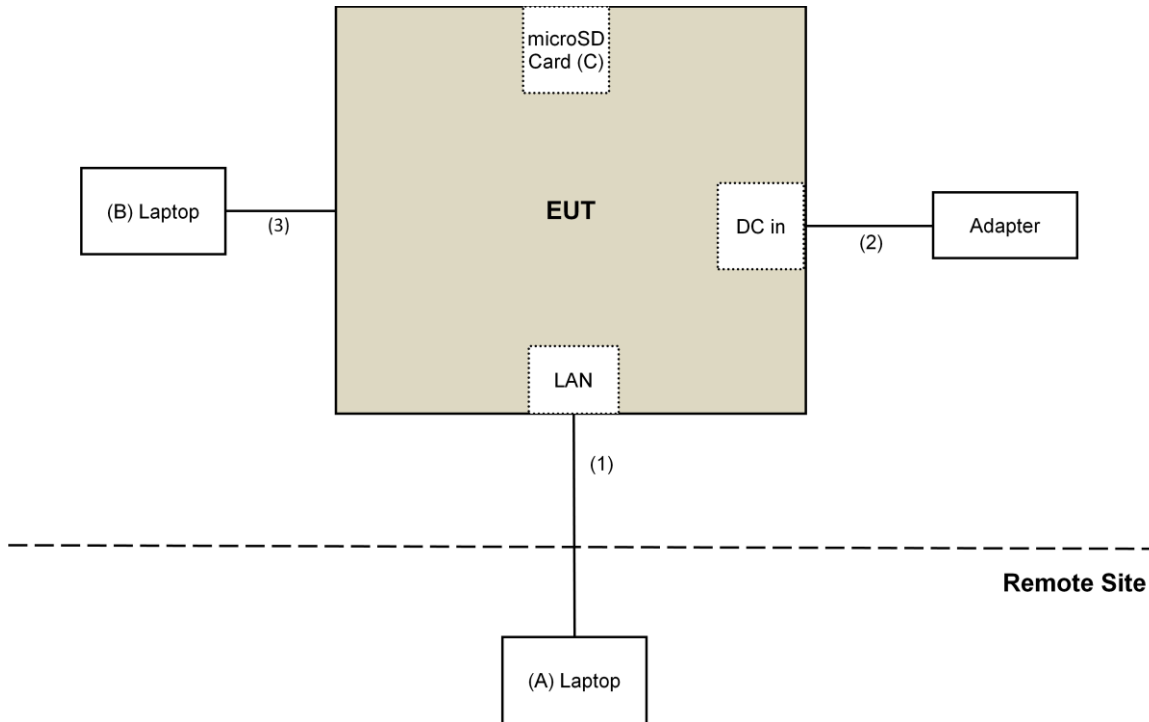 microSD
Card (C)
(B) Laptop
(3)
EUT
DC in
(2)
Adapter
LAN
(1)
Remote Site
(A) Laptop